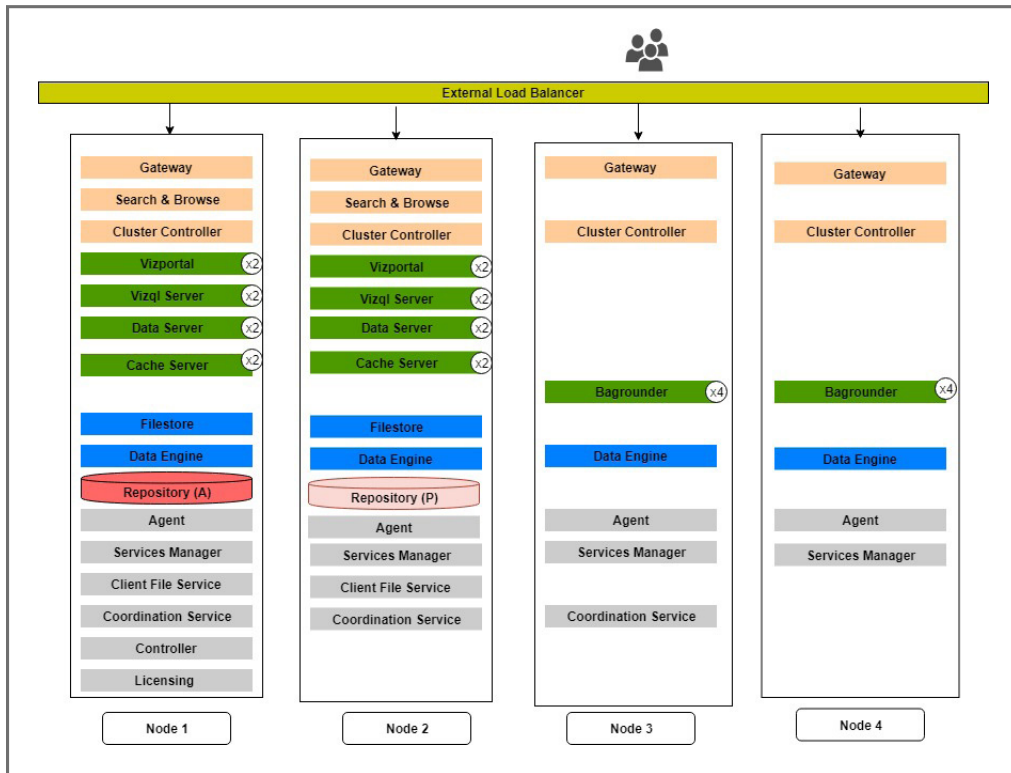 External Load Balancer
Gateway
Search & Browse
Cluster Controller
Vizportal
x2
Vizql Server
x2
Data Server
x2
Cache Server
x2
Filestore
Data Engine
Repository (A)
Agent
Services Manager
Client File Service
Coordination Service
Controller
Licensing
Node 1
Gateway
Search & Browse
Cluster Controller
Vizportal
x2
Vizql Server
x2
Data Server
x2
Cache Server
x2
Filestore
Data Engine
Repository (P)
Agent
Services Manager
Client File Service
Coordination Service
Node 2
Gateway
Cluster Controller
Bagrounder
x4
Data Engine
Agent
Services Manager
Coordination Service
Node 3
Gateway
Cluster Controller
Bagrounder
x4
Data Engine
Agent
Services Manager
Node 4